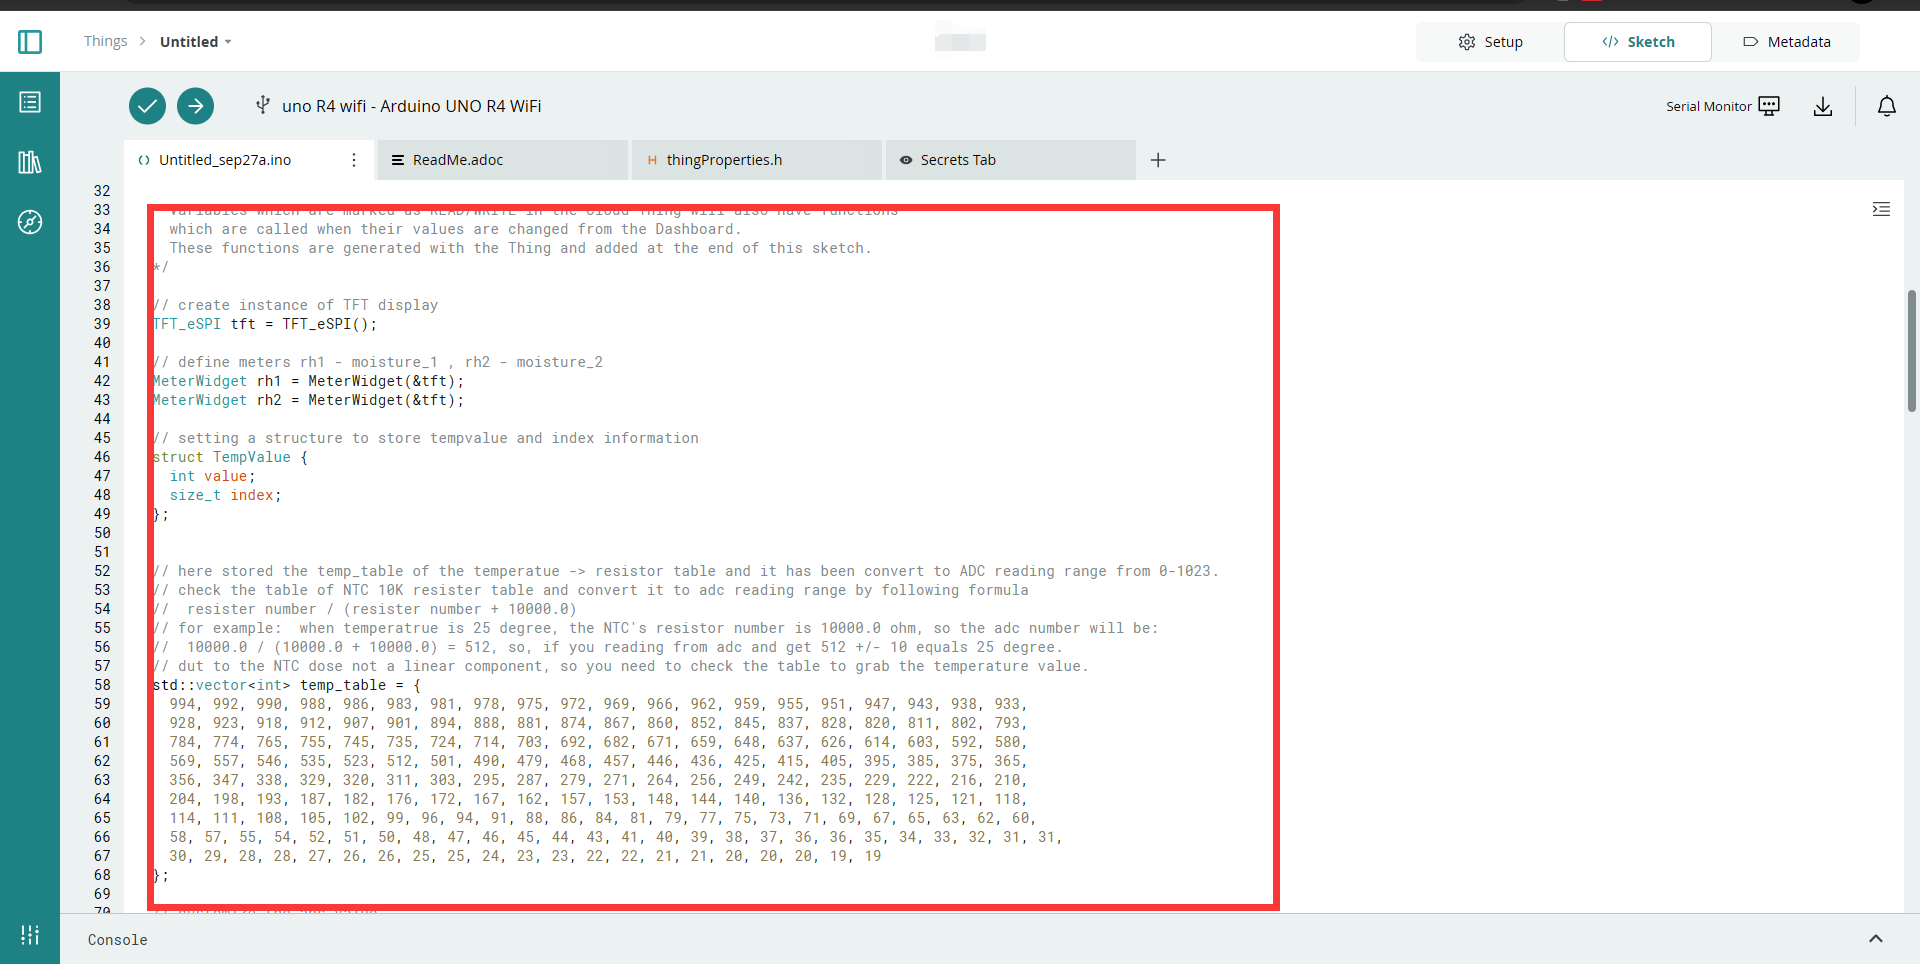 Things > Untitled
Setup
</> Sketch
Metadata
uno R4 wifi - Arduino UNO R4 WiFi
Serial Monitor
Untitled_sep27a.ino
ReadMe.adoc
H thingProperties.h
Secrets Tab
32
33 Variables which are marked as READ/WRITE in the Cloud Thing will also have functions
34 which are called when their values are changed from the Dashboard.
35 These functions are generated with the Thing and added at the end of this sketch.
36 */
37
38 // create instance of TFT display
39 TFT_eSPI tft = TFT_eSPI();
40
41 // define meters rh1 - moisture_1 , rh2 - moisture_2
42 MeterWidget rh1 = MeterWidget(&tft);
43 MeterWidget rh2 = MeterWidget(&tft);
44
45 // setting a structure to store tempvalue and index information
46 struct TempValue {
47 int value;
48 size_t index;
49 };
50
51
52 // here stored the temp_table of the temperatue -> resistor table and it has been convert to ADC reading range from 0-1023.
53 // check the table of NTC 10K resister table and convert it to adc reading range by following formula
54 // resister number / (resister number + 10000.0)
55 // for example: when temperatrue is 25 degree, the NTC's resistor number is 10000.0 ohm, so the adc number will be:
56 // 10000.0 / (10000.0 + 10000.0) = 512, so, if you reading from adc and get 512 +/- 10 equals 25 degree.
57 // dut to the NTC dose not a linear component, so you need to check the table to grab the temperature value.
58 std::vector<int> temp_table = {
59 994, 992, 990, 988, 986, 983, 981, 978, 975, 972, 969, 966, 962, 959, 955, 951, 947, 943, 938, 933,
60 928, 923, 918, 912, 907, 901, 894, 888, 881, 874, 867, 860, 852, 845, 837, 828, 820, 811, 802, 793,
61 784, 774, 765, 755, 745, 735, 724, 714, 703, 692, 682, 671, 659, 648, 637, 626, 614, 603, 592, 580,
62 569, 557, 546, 535, 523, 512, 501, 490, 479, 468, 457, 446, 436, 425, 415, 405, 395, 385, 375, 365,
63 356, 347, 338, 329, 320, 311, 303, 295, 287, 279, 271, 264, 256, 249, 242, 235, 229, 222, 216, 210,
64 204, 198, 193, 187, 182, 176, 172, 167, 162, 157, 153, 148, 144, 140, 136, 132, 128, 125, 121, 118,
65 114, 111, 108, 105, 102, 99, 96, 94, 91, 88, 86, 84, 81, 79, 77, 75, 73, 71, 69, 67, 65, 63, 62, 60,
66 58, 57, 55, 54, 52, 51, 50, 48, 47, 46, 45, 44, 43, 41, 40, 39, 38, 37, 36, 36, 35, 34, 33, 32, 31, 31,
67 30, 29, 28, 28, 27, 26, 26, 25, 25, 24, 23, 23, 22, 22, 21, 21, 20, 20, 20, 19, 19
68 };
69
70
Console